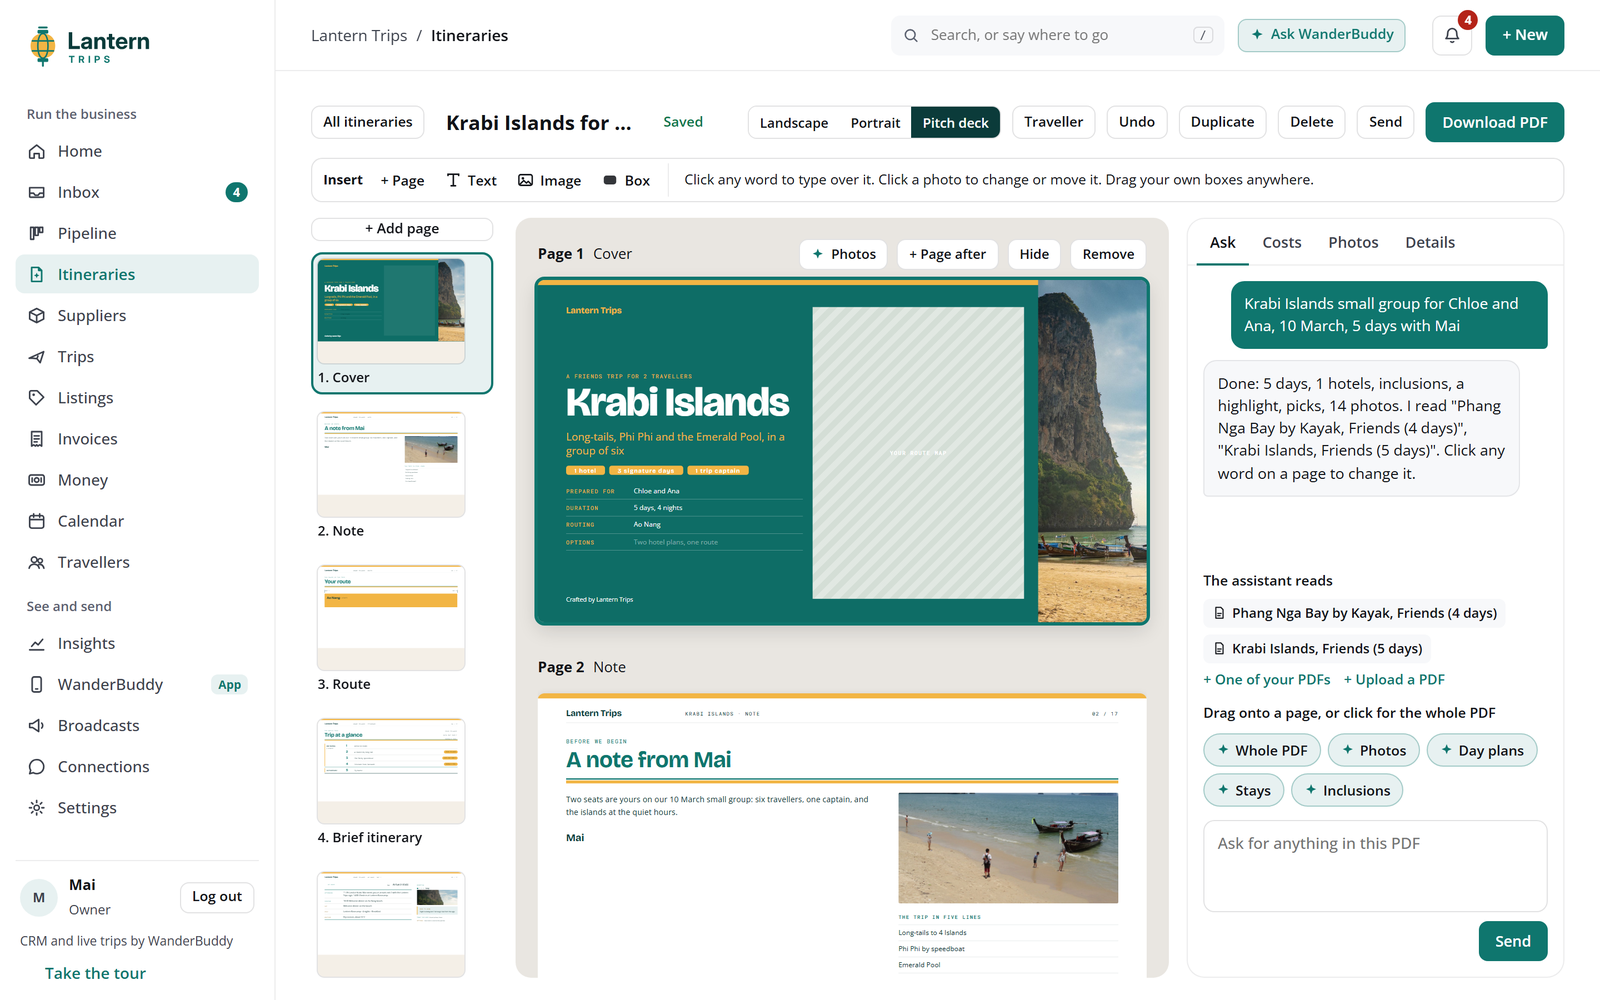 Lantern
TRIPS
Run the business
Home
Inbox 4
Pipeline
Itineraries
Suppliers
Trips
Listings
Invoices
Money
Calendar
Travellers
See and send
Insights
WanderBuddy App
Broadcasts
Connections
Settings
M
Mai
Owner
Log out
CRM and live trips by WanderBuddy
Take the tour
Lantern Trips / Itineraries
Search, or say where to go /
Ask WanderBuddy
4
+ New
All itineraries
Krabi Islands for ...
Saved
Landscape Portrait Pitch deck
Traveller
Undo
Duplicate
Delete
Send
Download PDF
Insert + Page Text Image Box
Click any word to type over it. Click a photo to change or move it. Drag your own boxes anywhere.
+ Add page
Krabi Islands
1. Cover
A note from Mai
2. Note
Your route
3. Route
Trip at a glance
4. Brief itinerary
Page 1 Cover
Photos
+ Page after
Hide
Remove
Lantern Trips
A FRIENDS TRIP FOR 2 TRAVELLERS
Krabi Islands
Long-tails, Phi Phi and the Emerald Pool, in a
group of six
1 hotel
3 signature days
1 trip captain
PREPARED FOR Chloe and Ana
DURATION 5 days, 4 nights
ROUTING Ao Nang
OPTIONS Two hotel plans, one route
Crafted by Lantern Trips
YOUR ROUTE MAP
Page 2 Note
Lantern Trips
KRABI ISLANDS · NOTE
02 / 17
BEFORE WE BEGIN
A note from Mai
Two seats are yours on our 10 March small group: six travellers, one captain, and
the islands at the quiet hours.
Mai
THE TRIP IN FIVE LINES
Long-tails to 4 Islands
Phi Phi by speedboat
Emerald Pool
Ask Costs Photos Details
Krabi Islands small group for Chloe and
Ana, 10 March, 5 days with Mai
Done: 5 days, 1 hotels, inclusions, a
highlight, picks, 14 photos. I read "Phang
Nga Bay by Kayak, Friends (4 days)",
"Krabi Islands, Friends (5 days)". Click any
word on a page to change it.
The assistant reads
Phang Nga Bay by Kayak, Friends (4 days)
Krabi Islands, Friends (5 days)
+ One of your PDFs + Upload a PDF
Drag onto a page, or click for the whole PDF
Whole PDF
Photos
Day plans
Stays
Inclusions
Ask for anything in this PDF
Send